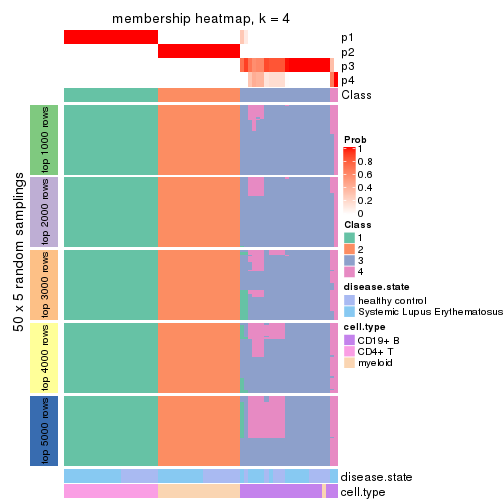 membership heatmap, k = 4
p1
p2
p3
p4
Class
50 x 5 random samplings
top 1000 rows
top 2000 rows
top 3000 rows
top 4000 rows
top 5000 rows
Prob
1
0.8
0.6
0.4
0.2
0
Class
1
2
3
4
disease.state
healthy control
Systemic Lupus Erythematosus
cell.type
CD19+ B
CD4+ T
myeloid
disease.state
cell.type